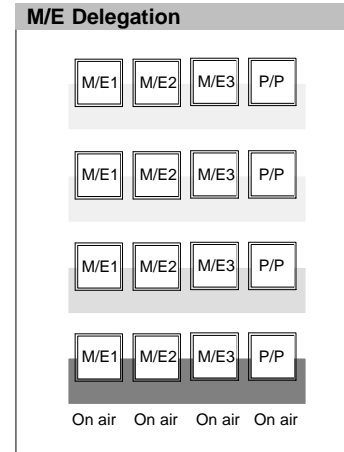 M/E Delegation
M/E1 M/E2 M/E3 P/P
M/E1 M/E2 M/E3 P/P
M/E1 M/E2 M/E3 P/P
M/E1 M/E2 M/E3 P/P
On air On air On air On air